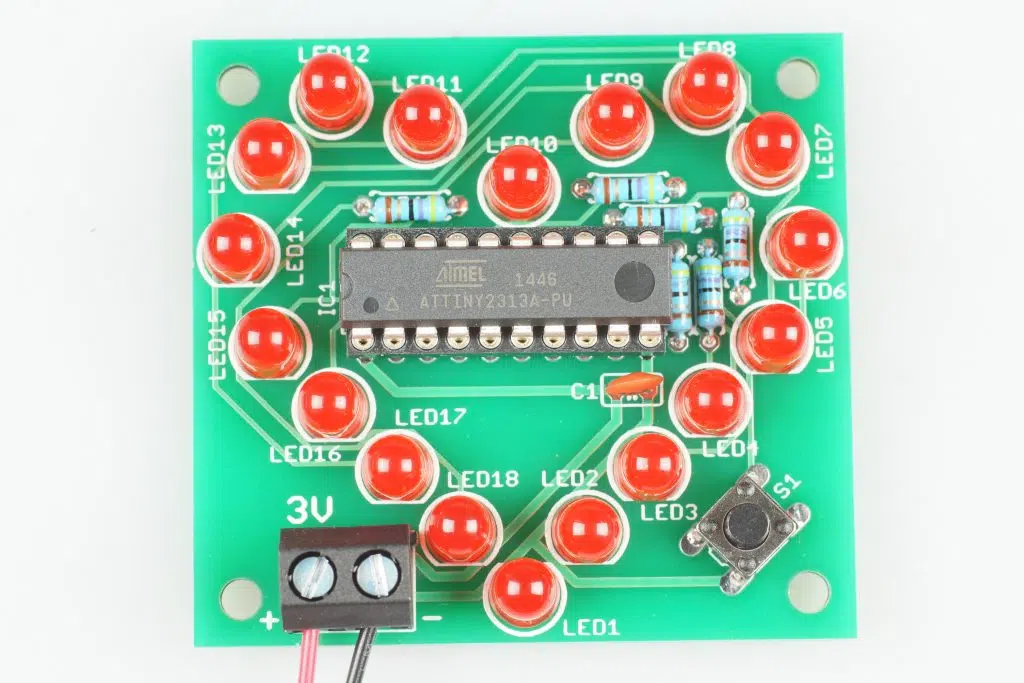 LED12
LED8
LED11
LED9
LED13
LED7
LED10
LED14
ATMEL 1446
ATTINY2313A-PU
IC1
LED6
LED15
LED5
C1
LED17
LED16
LED4
LED18
LED2
S1
3V
LED3
+
-
LED1